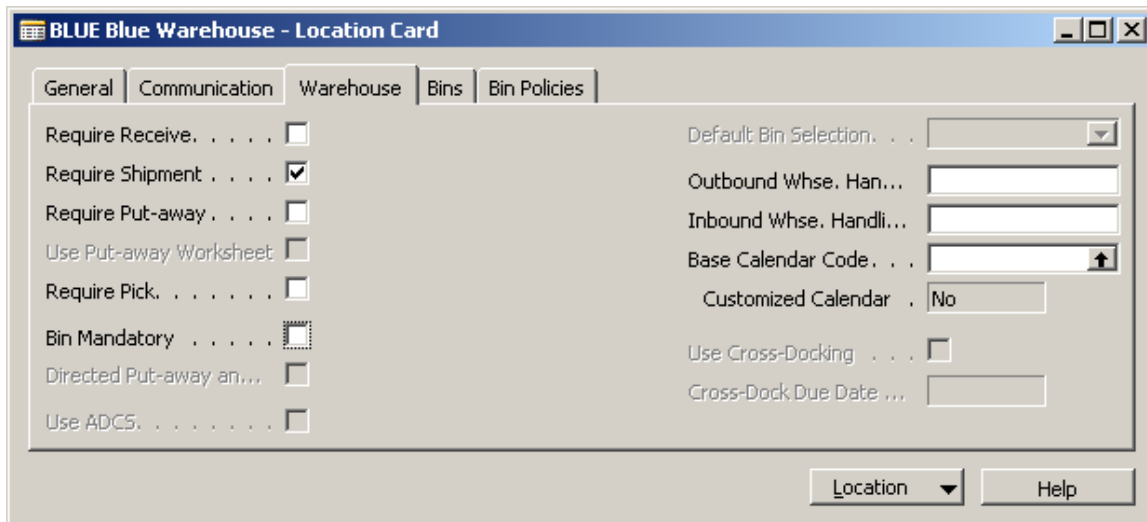 BLUE Blue Warehouse - Location Card
General Communication Warehouse Bins Bin Policies
Require Receive. . . . .
Default Bin Selection. . .
Require Shipment . . . .
Outbound Whse. Han...
Require Put-away . . . .
Inbound Whse. Handli...
Use Put-away Worksheet
Base Calendar Code. . .
Require Pick. . . . . . .
Customized Calendar . No
Bin Mandatory . . . . .
Use Cross-Docking . . .
Directed Put-away an...
Cross-Dock Due Date ...
Use ADCS. . . . . . . .
Location Help